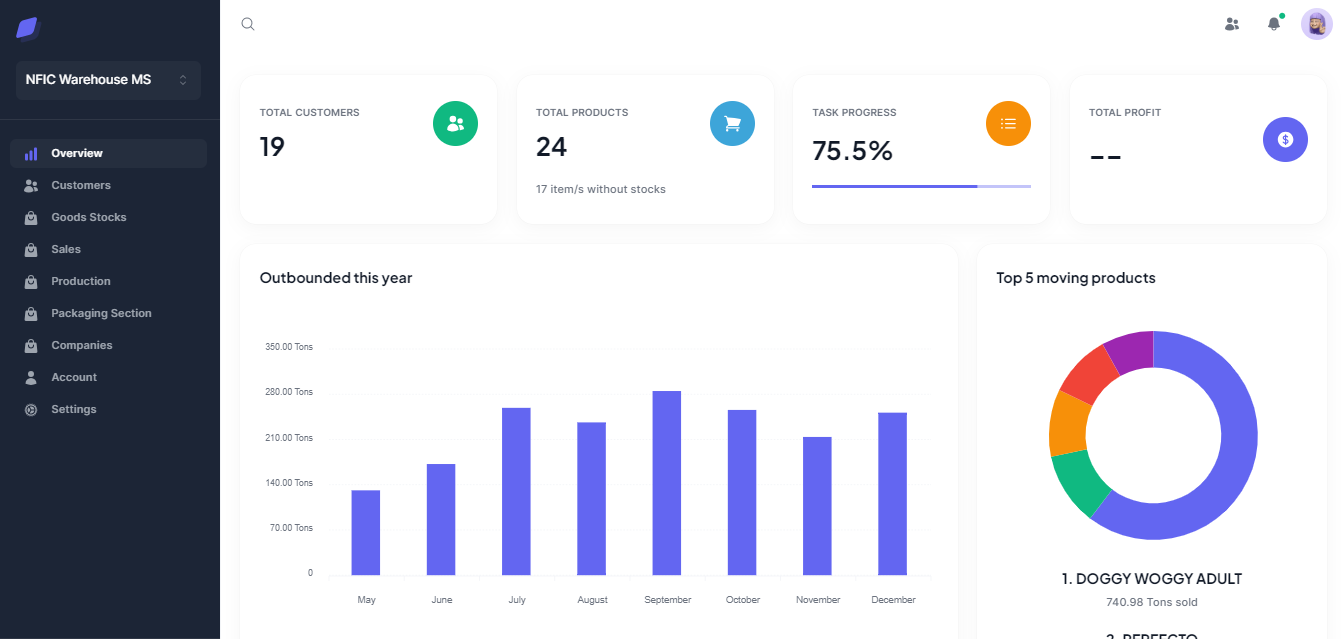 NFIC Warehouse MS
Overview
Customers
Goods Stocks
Sales
Production
Packaging Section
Companies
Account
Settings
TOTAL CUSTOMERS
19
TOTAL PRODUCTS
24
17 item/s without stocks
TASK PROGRESS
75.5%
TOTAL PROFIT
--
$
Outbounded this year
350.00 Tons
280.00 Tons
210.00 Tons
140.00 Tons
70.00 Tons
0
May June July August September October November December
Top 5 moving products
1. DOGGY WOGGY ADULT
740.98 Tons sold
2. PERFECTO